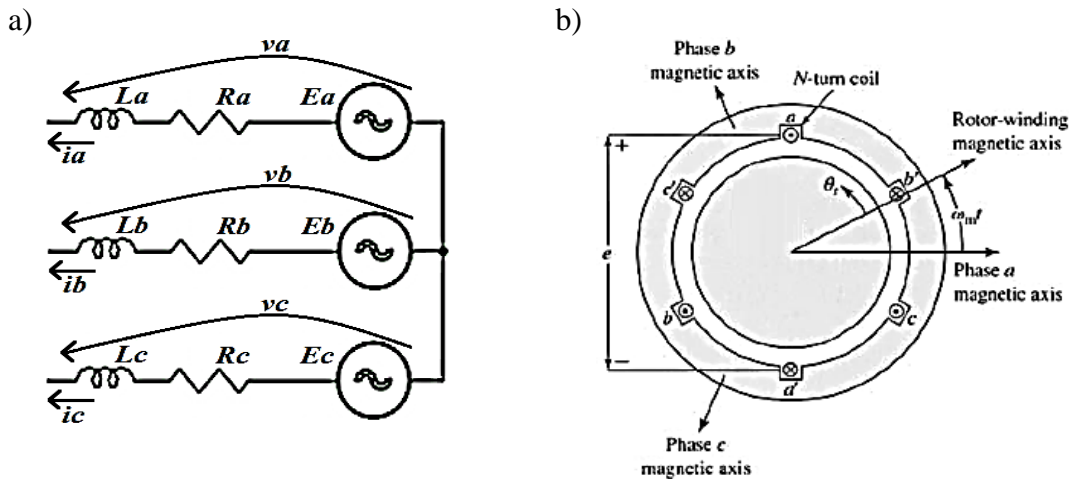 a)
va
La Ra Ea
ia
vb
Lb Rb Eb
ib
vc
Lc Rc Ec
ic
b)
Phase b
magnetic axis
N-turn coil
Rotor-winding
magnetic axis
a
+
c'
θr
b'
ωmt
e
Phase a
magnetic axis
b
c
−
a'
Phase c
magnetic axis